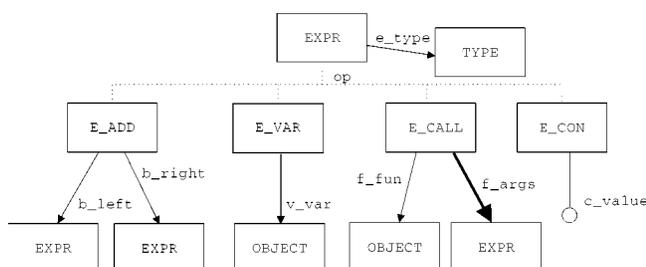 EXPR
e_type
TYPE
op
E_ADD
E_VAR
E_CALL
E_CON
b_right
f_fun
f_args
b_left
v_var
c_value
EXPR
EXPR
OBJECT
OBJECT
EXPR